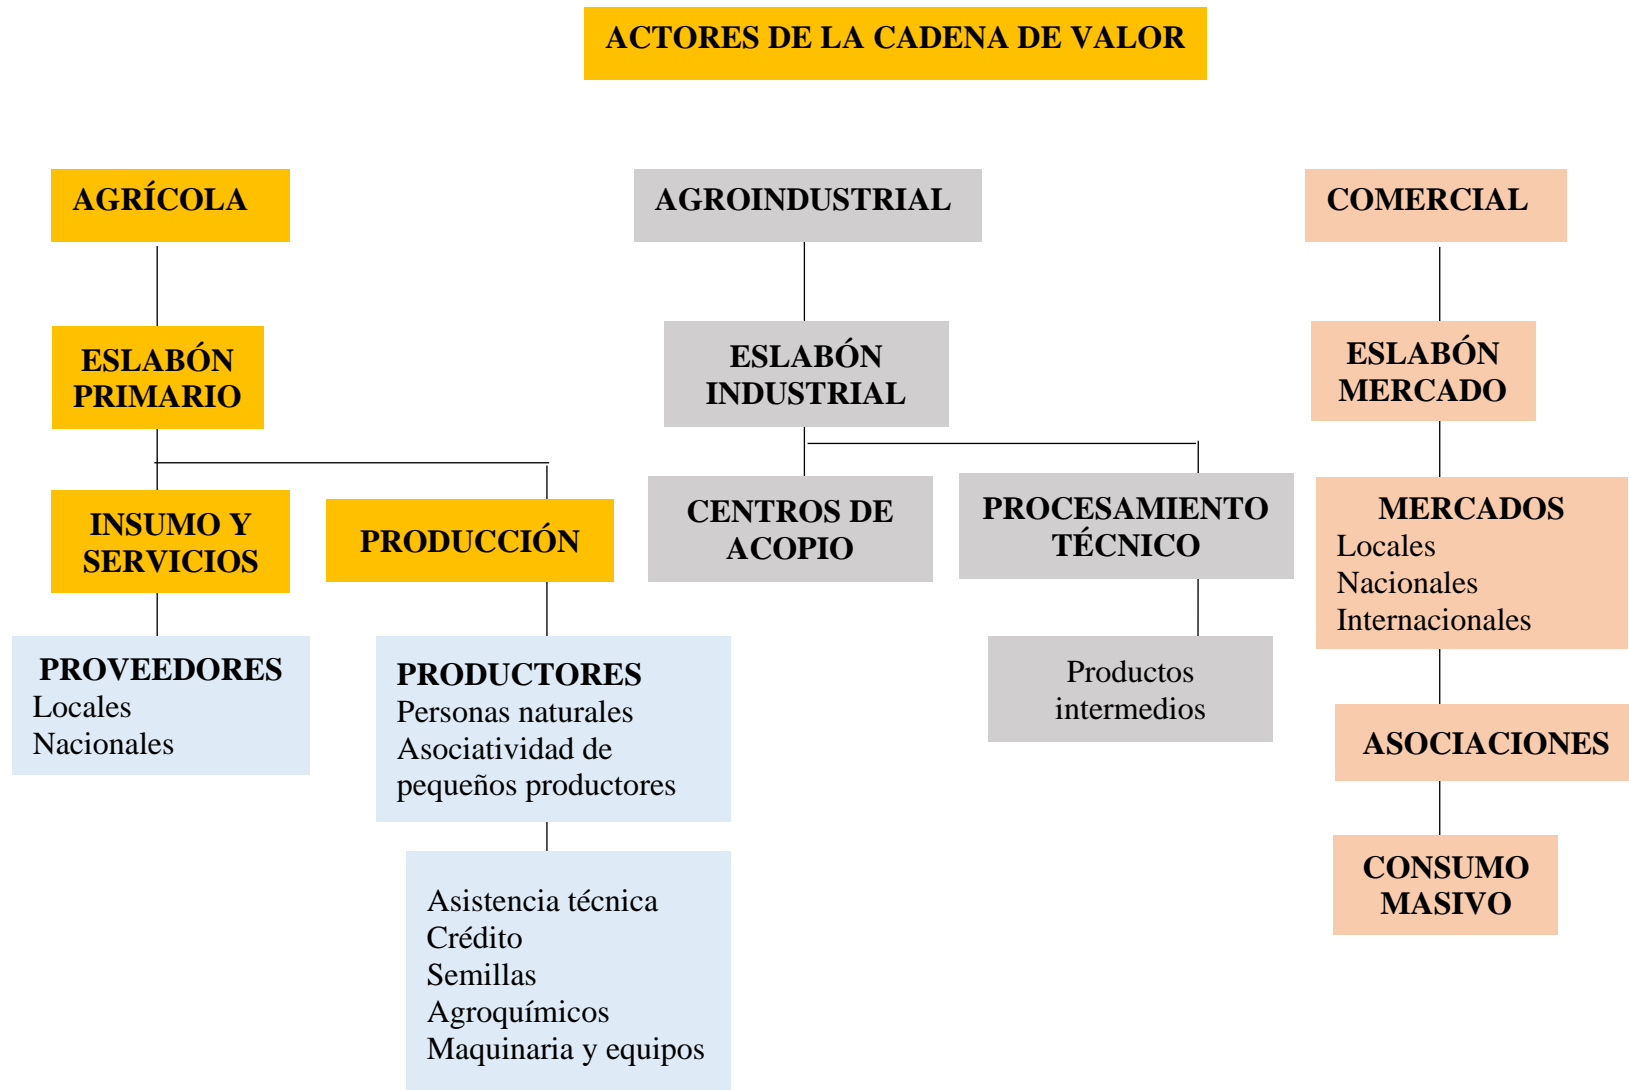 ACTORES DE LA CADENA DE VALOR
AGRÍCOLA
ESLABÓN
PRIMARIO
INSUMO Y
SERVICIOS
PROVEEDORES
Locales
Nacionales
PRODUCCIÓN
PRODUCTORES
Personas naturales
Asociatividad de
pequeños productores
Asistencia técnica
Crédito
Semillas
Agroquímicos
Maquinaria y equipos
AGROINDUSTRIAL
ESLABÓN
INDUSTRIAL
CENTROS DE
ACOPIO
PROCESAMIENTO
TÉCNICO
Productos
intermedios
COMERCIAL
ESLABÓN
MERCADO
MERCADOS
Locales
Nacionales
Internacionales
ASOCIACIONES
CONSUMO
MASIVO